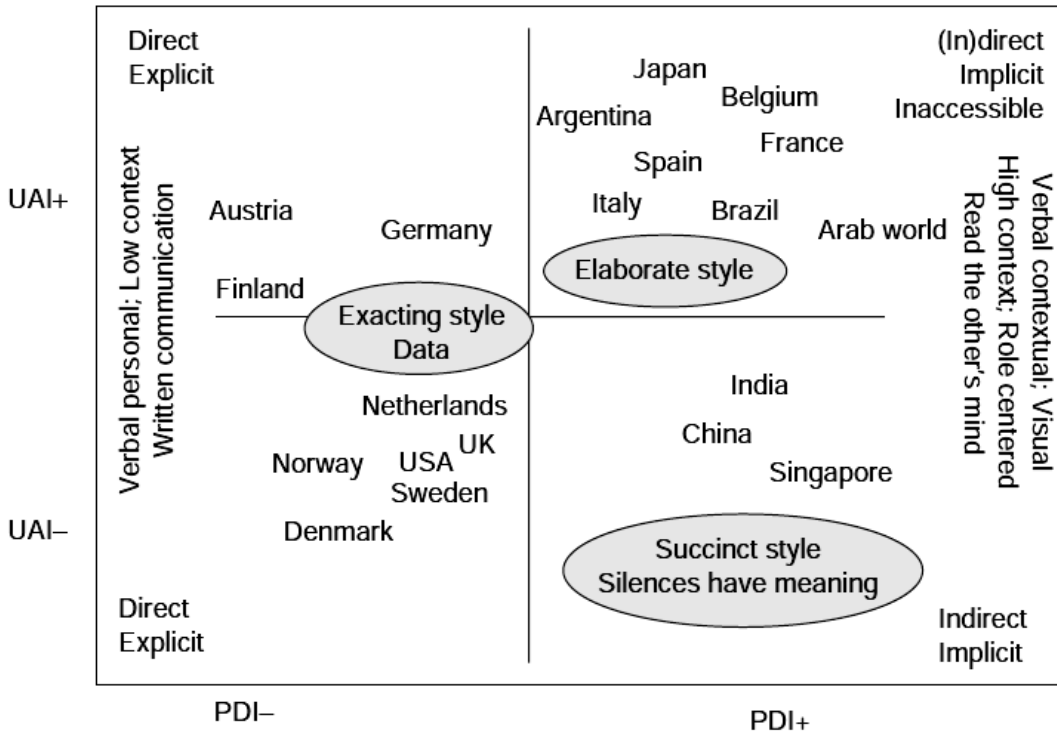 Direct
Explicit
(In)direct
Implicit
Inaccessible
Japan
Belgium
Argentina
France
Spain
UAI+
Austria
Italy
Brazil
Germany
Arab world
Elaborate style
Finland
Exacting style
Data
Verbal personal; Low context
Written communication
Verbal contextual; Visual
High context; Role centered
Read the other's mind
India
Netherlands
China
UK
Norway
USA
Singapore
Sweden
UAI–
Denmark
Succinct style
Silences have meaning
Direct
Explicit
Indirect
Implicit
PDI–
PDI+